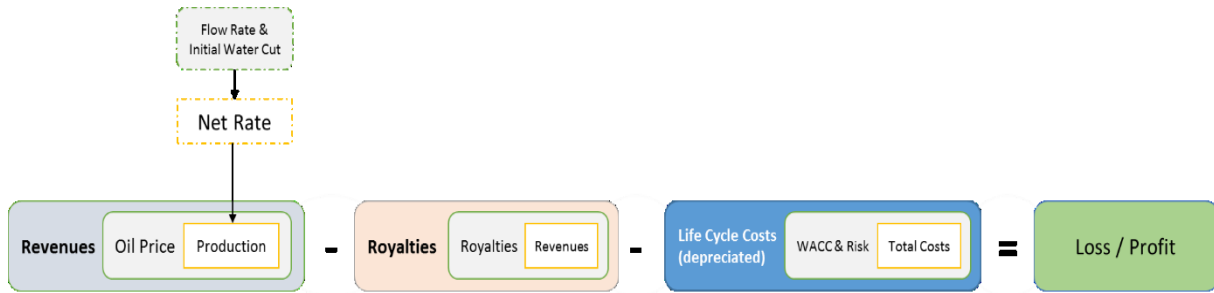 Flow Rate &
Initial Water Cut
Net Rate
Revenues
Oil Price
Production
-
Royalties
Royalties
Revenues
-
Life Cycle Costs
(depreciated)
WACC & Risk
Total Costs
=
Loss / Profit